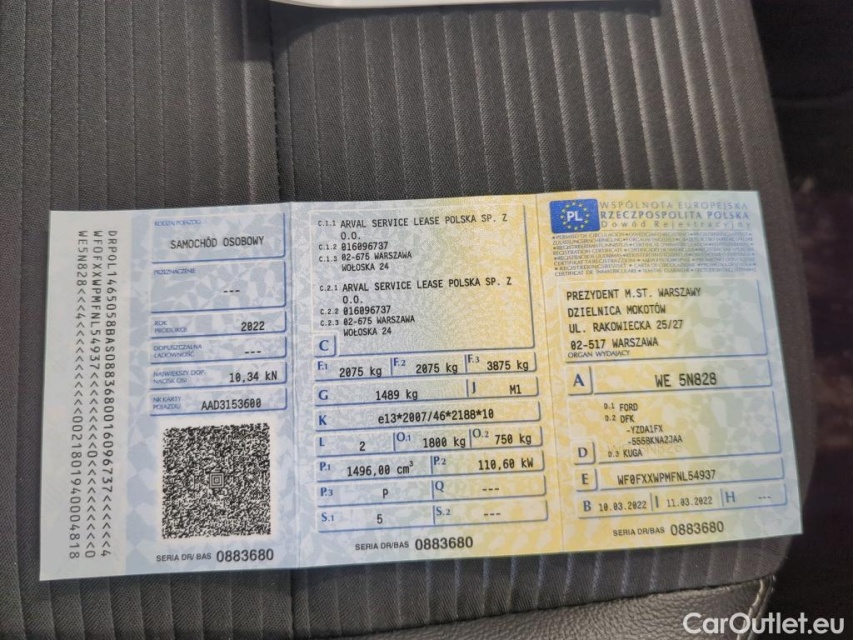 RODZAJ POJAZDU
SAMOCHÓD OSOBOWY
PRZEZNACZENIE
---
ROK PRODUKCJI
2022
DOPUSZCZALNA ŁADOWNOŚĆ
---
NAJWIĘKSZY DOP. NACISK OSI
10,34 kN
NR KARTY POJAZDU
AAD3153600
SERIA DR/BAS 0883680
C.1.1 ARVAL SERVICE LEASE POLSKA SP. Z
O.O.
C.1.2 016096737
C.1.3 02-675 WARSZAWA
WOŁOSKA 24
C.2.1 ARVAL SERVICE LEASE POLSKA SP. Z
O.O.
C.2.2 016096737
C.2.3 02-675 WARSZAWA
WOŁOSKA 24
C
F.1 2075 kg F.2 2075 kg F.3 3875 kg
G 1489 kg J M1
K e13*2007/46*2188*10
L 2 O.1 1800 kg O.2 750 kg
P.1 1496,00 cm³ P.2 110,60 kW
P.3 P Q ---
S.1 5 S.2 ---
SERIA DR/BAS 0883680
PL
WSPÓLNOTA EUROPEJSKA
RZECZPOSPOLITA POLSKA
Dowód Rejestracyjny
PREZYDENT M.ST. WARSZAWY
DZIELNICA MOKOTÓW
UL. RAKOWIECKA 25/27
02-517 WARSZAWA
ORGAN WYDAJĄCY
A WE 5N828
D.1 FORD
D.2 DFK
-YZDA1FX
-5SSBKNA2JAA
D D.3 KUGA
E WF0FXXWPMFNL54937
B 10.03.2022 I 11.03.2022 H ---
SERIA DR/BAS 0883680
CarOutlet.eu